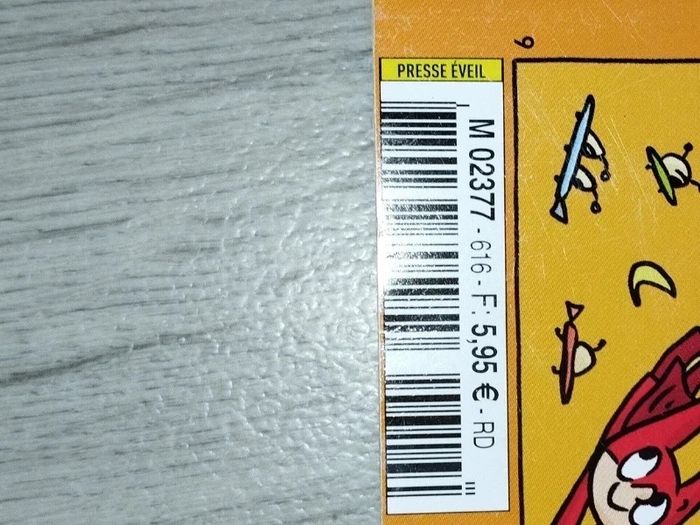 PRESSE ÉVEIL
M 02377 - 616 - F: 5,95 € - RD